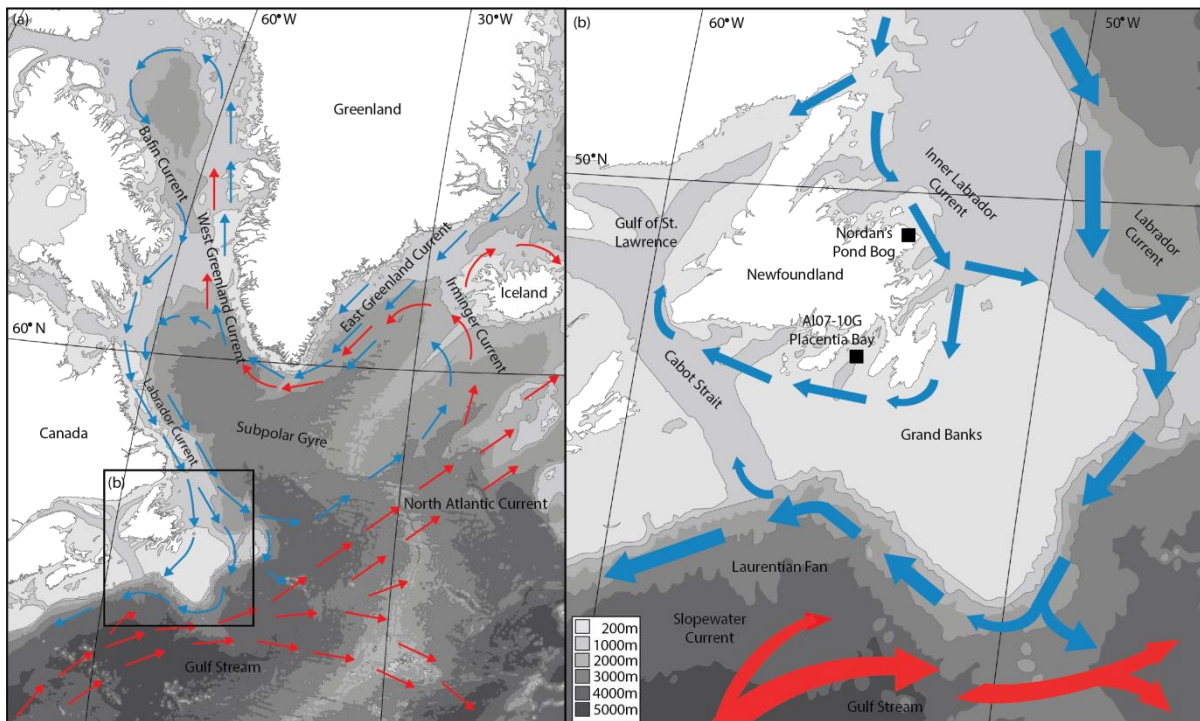 (a)
60°W
30°W
Greenland
Bafin Current
West Greenland Current
East Greenland Current
Irminger Current
Iceland
60°N
Labrador Current
Canada
Subpolar Gyre
(b)
North Atlantic Current
Gulf Stream
(b)
60°W
50°W
50°N
Inner Labrador
Current
Gulf of St.
Lawrence
Nordan's
Pond Bog
Labrador
Current
Newfoundland
AI07-10G
Placentia Bay
Cabot Strait
Grand Banks
Laurentian Fan
Slopewater
Current
Gulf Stream
200m
1000m
2000m
3000m
4000m
5000m